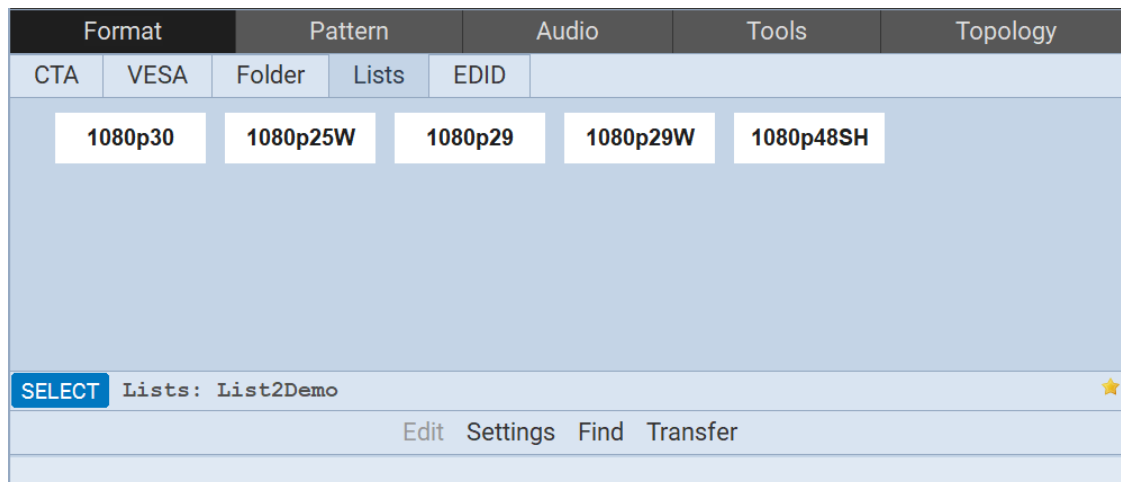 Format Pattern Audio Tools Topology
CTA VESA Folder Lists EDID
1080p30 1080p25W 1080p29 1080p29W 1080p48SH
SELECT Lists: List2Demo
Edit Settings Find Transfer